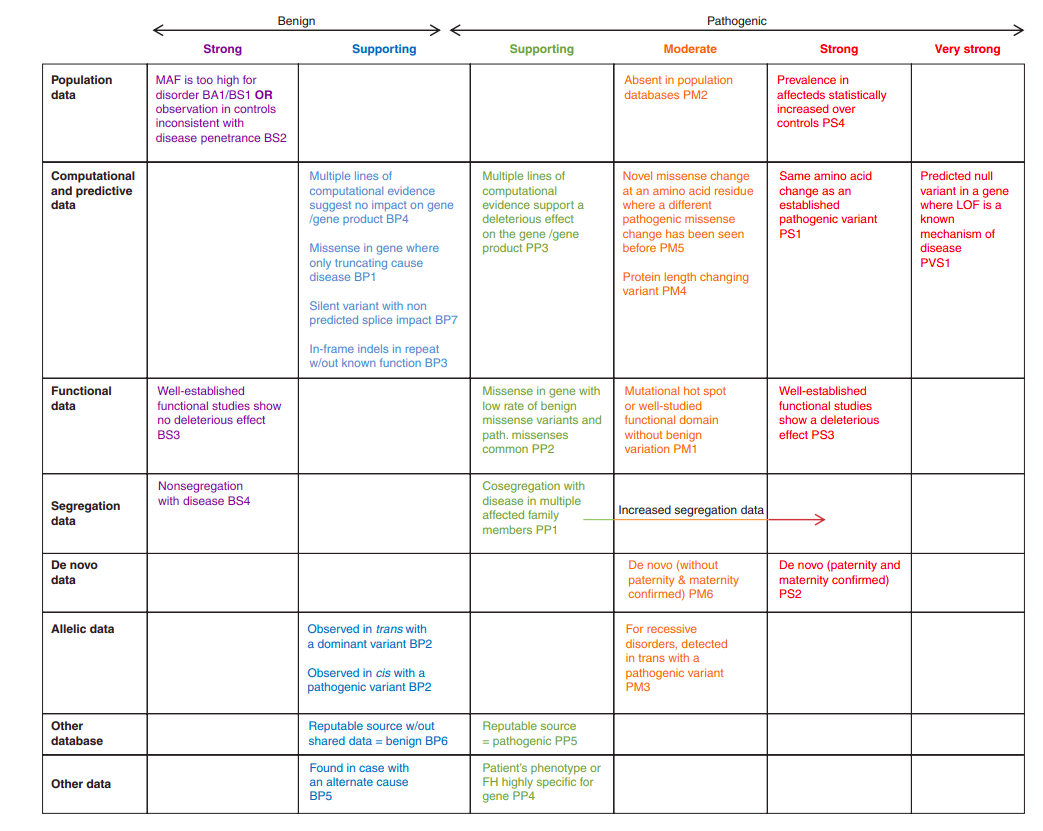 Benign
Pathogenic
Strong
Supporting
Supporting
Moderate
Strong
Very strong
Population
data
MAF is too high for
disorder BA1/BS1 OR
observation in controls
inconsistent with
disease penetrance BS2
Absent in population
databases PM2
Prevalence in
affecteds statistically
increased over
controls PS4
Computational
and predictive
data
Multiple lines of
computational evidence
suggest no impact on gene
/gene product BP4
Missense in gene where
only truncating cause
disease BP1
Silent variant with non
predicted splice impact BP7
In-frame indels in repeat
w/out known function BP3
Multiple lines of
computational
evidence support a
deleterious effect
on the gene /gene
product PP3
Novel missense change
at an amino acid residue
where a different
pathogenic missense
change has been seen
before PM5
Protein length changing
variant PM4
Same amino acid
change as an
established
pathogenic variant
PS1
Predicted null
variant in a gene
where LOF is a
known
mechanism of
disease
PVS1
Functional
data
Well-established
functional studies show
no deleterious effect
BS3
Missense in gene with
low rate of benign
missense variants and
path. missenses
common PP2
Mutational hot spot
or well-studied
functional domain
without benign
variation PM1
Well-established
functional studies
show a deleterious
effect PS3
Segregation
data
Nonsegregation
with disease BS4
Cosegregation with
disease in multiple
affected family
members PP1
Increased segregation data
De novo
data
De novo (without
paternity & maternity
confirmed) PM6
De novo (paternity and
maternity confirmed)
PS2
Allelic data
Observed in trans with
a dominant variant BP2
Observed in cis with a
pathogenic variant BP2
For recessive
disorders, detected
in trans with a
pathogenic variant
PM3
Other
database
Reputable source w/out
shared data = benign BP6
Reputable source
= pathogenic PP5
Other data
Found in case with
an alternate cause
BP5
Patient's phenotype or
FH highly specific for
gene PP4